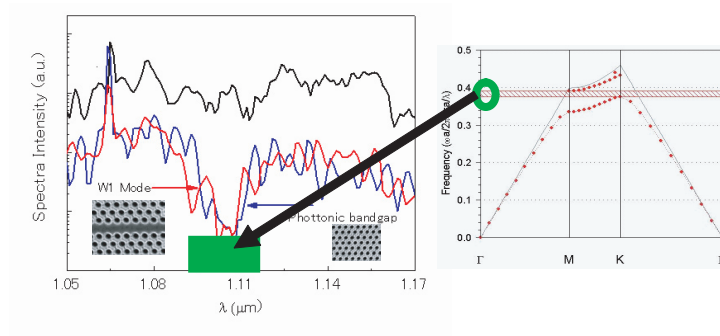 Spectra Intensity (a.u.)
W1 Mode
Phottonic bandgap
1.05
1.08
1.11
1.14
1.17
λ (μm)
0.5
0.4
0.3
0.2
0.1
0.0
Γ
M
K